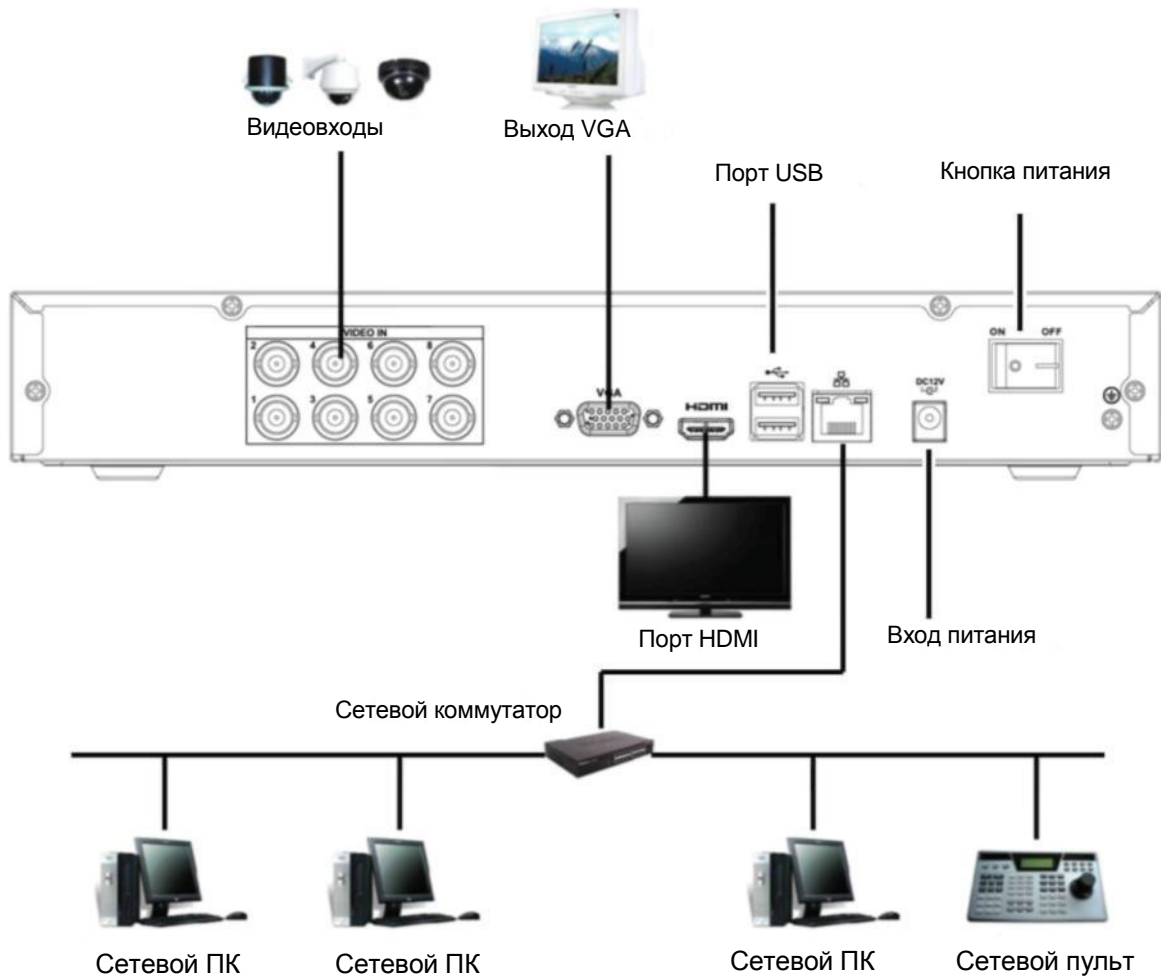 Видеовходы
Выход VGA
Порт USB
Кнопка питания
VIDEO IN
2 4 6 8
1 3 5 7
VGA
HDMI
DC12V
ON OFF
Порт HDMI
Вход питания
Сетевой коммутатор
Сетевой ПК
Сетевой ПК
Сетевой ПК
Сетевой пульт